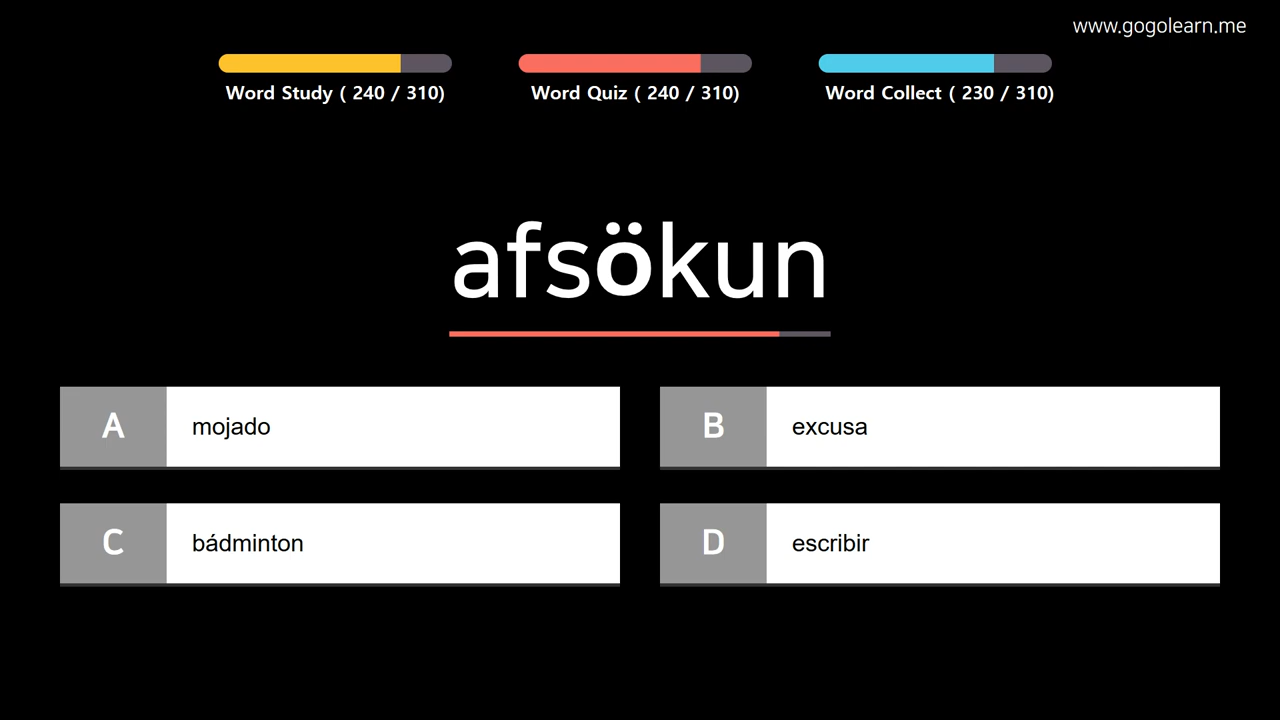 www.gogolearn.me
Word Study ( 240 / 310)
Word Quiz ( 240 / 310)
Word Collect ( 230 / 310)
afsökun
A mojado
B excusa
C bádminton
D escribir